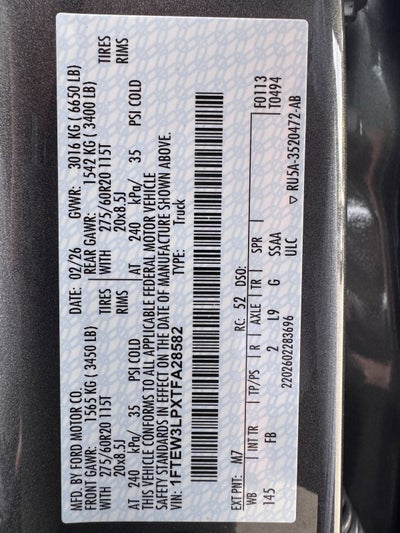 MFD. BY FORD MOTOR CO.
02/26 GVWR: 3016 KG ( 6650 LB)
FRONT GAWR: 1565 KG ( 3450 LB) REAR GAWR: 1542 KG ( 3400 LB)
WITH 275/60R20 115T TIRES WITH 275/60R20 115T TIRES
20x8.5J RIMS 20x8.5J RIMS
AT 240 kPa/ 35 PSI COLD AT 240 kPa/ 35 PSI COLD
THIS VEHICLE CONFORMS TO ALL APPLICABLE FEDERAL MOTOR VEHICLE
SAFETY STANDARDS IN EFFECT ON THE DATE OF MANUFACTURE SHOWN ABOVE.
VIN: 1FTEW3LPXTFA28582 TYPE: Truck
F0113
T0494
EXT PNT: M7 RC: 52 DSO:
WB INT TR TP/PS R AXLE TR SPR
145 FB 2 L9 G SSAA
ULC
2202602283696 ▽ RU5A-3520472-AB